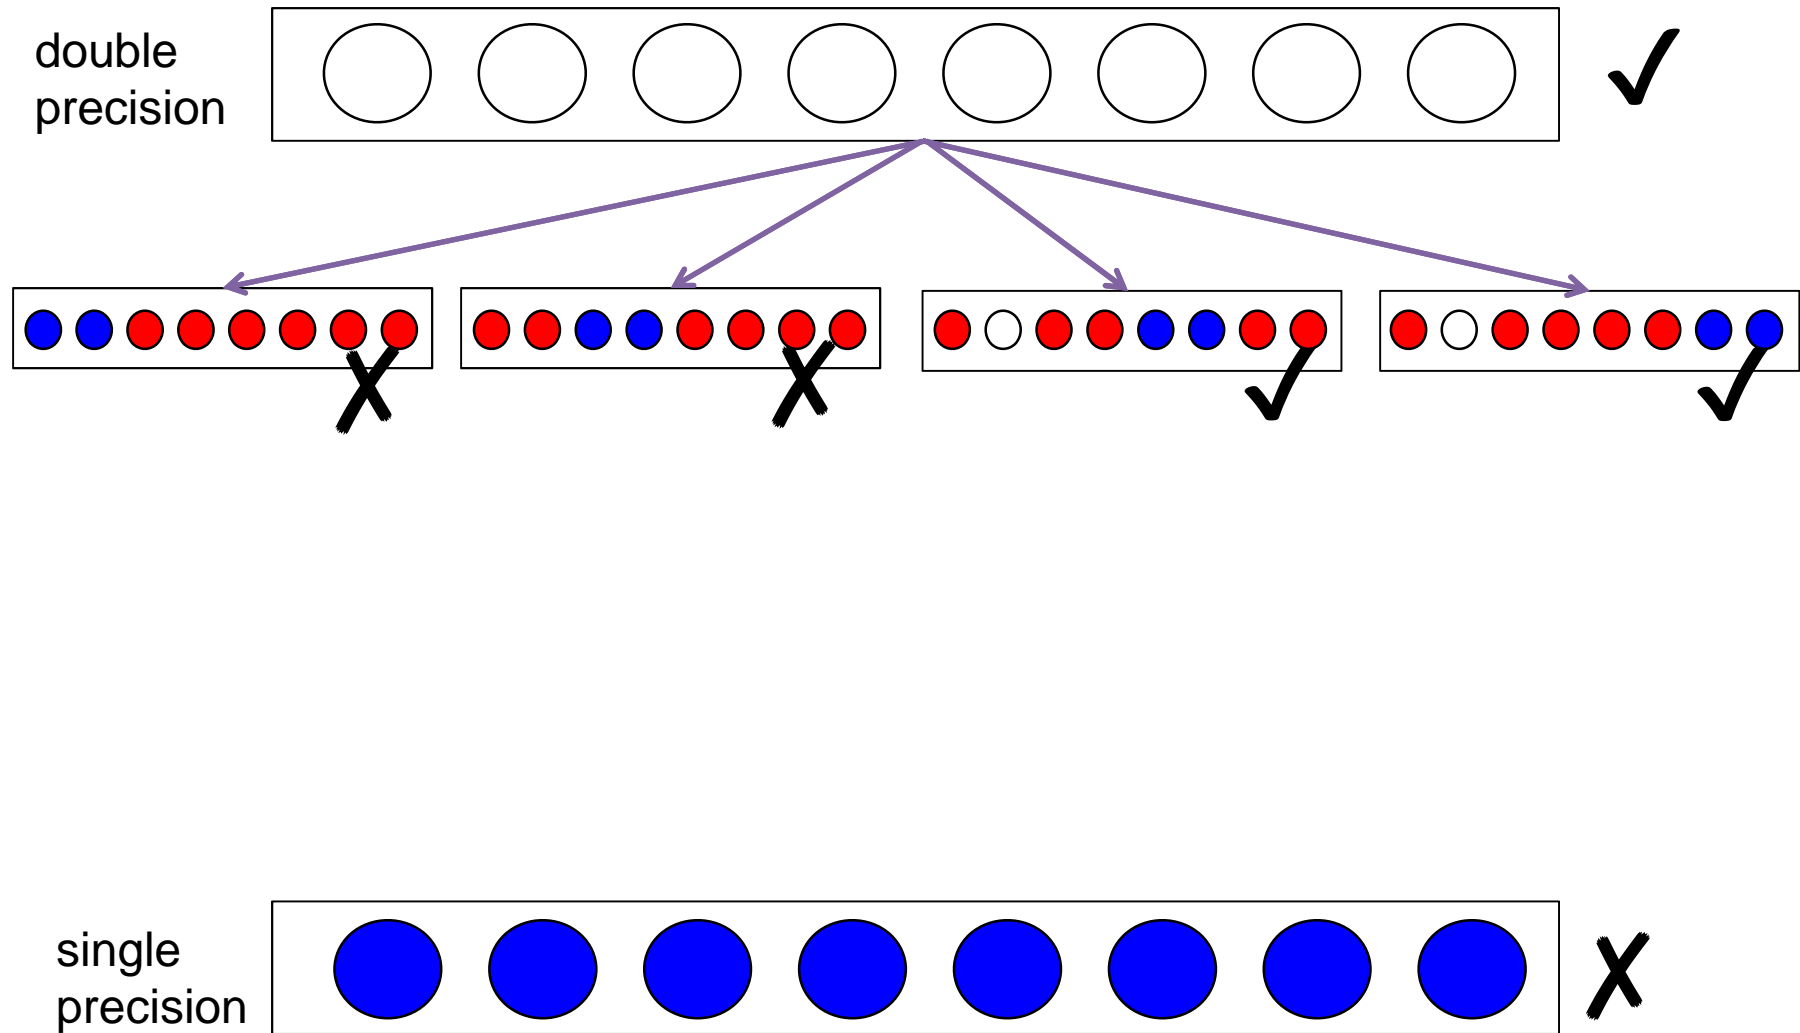 double
precision
✓
✗
✗
✓
✓
single
precision
✗